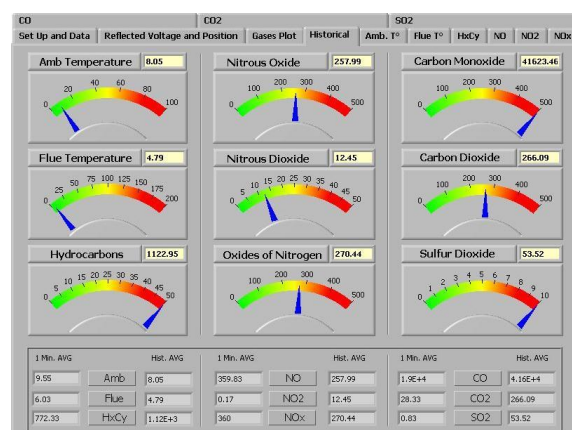 CO CO2 SO2
Set Up and Data Reflected Voltage and Position Gases Plot Historical Amb. T° Flue T° HxCy NO NO2 NOx
Amb Temperature 8.05 Nitrous Oxide 257.99 Carbon Monoxide 41623.46
0 20 40 60 80 100 0 100 200 300 400 500 0 100 200 300 400 500
Flue Temperature 4.79 Nitrous Dioxide 12.45 Carbon Dioxide 266.09
0 25 50 75 100 125 150 175 200 0 5 10 15 20 25 30 35 40 45 50 0 100 200 300 400 500
Hydrocarbons 1122.95 Oxides of Nitrogen 270.44 Sulfur Dioxide 53.52
0 5 10 15 20 25 30 35 40 45 50 0 100 200 300 400 500 0 1 2 3 4 5 6 7 8 9 10
1 Min. AVG Hist. AVG 1 Min. AVG Hist. AVG 1 Min. AVG Hist. AVG
9.55 Amb 8.05 359.83 NO 257.99 1.9E+4 CO 4.16E+4
6.03 Flue 4.79 0.17 NO2 12.45 28.33 CO2 266.09
772.33 HxCy 1.12E+3 360 NOx 270.44 0.83 SO2 53.52